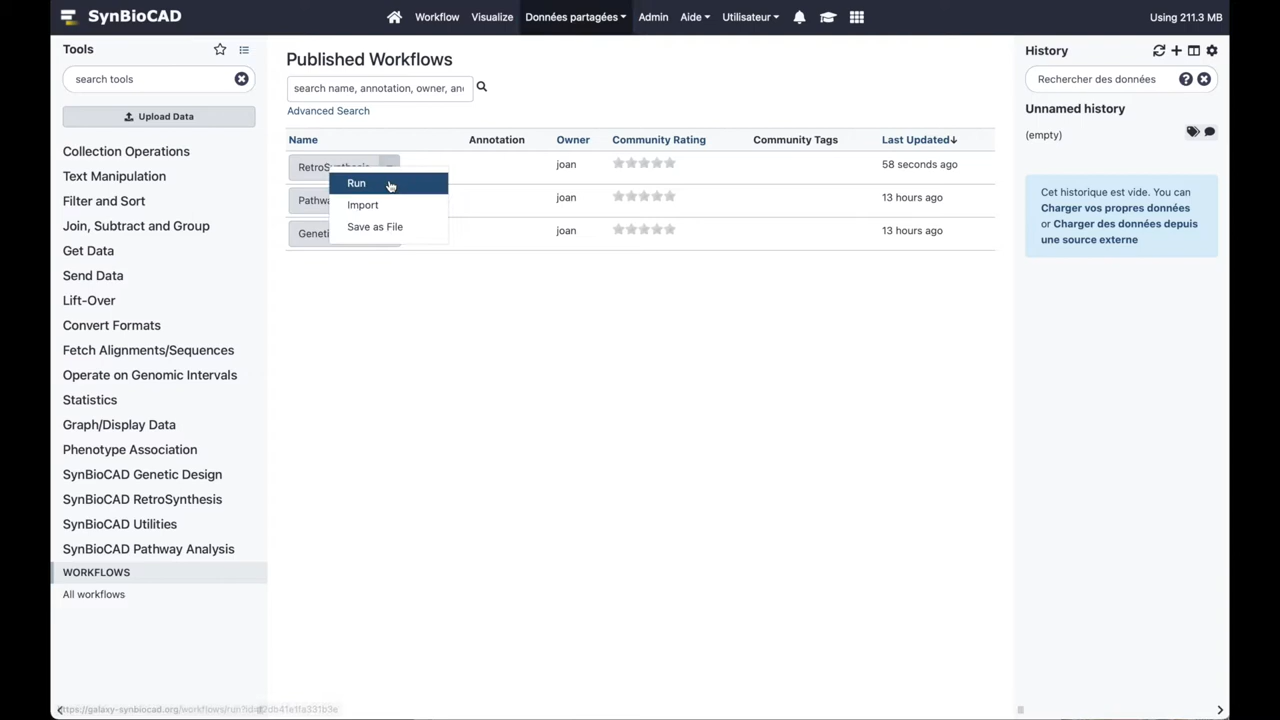 SynBioCAD
Workflow
Visualize
Données partagées
Admin
Aide
Utilisateur
Using 211.3 MB
Tools
search tools
Upload Data
Collection Operations
Text Manipulation
Filter and Sort
Join, Subtract and Group
Get Data
Send Data
Lift-Over
Convert Formats
Fetch Alignments/Sequences
Operate on Genomic Intervals
Statistics
Graph/Display Data
Phenotype Association
SynBioCAD Genetic Design
SynBioCAD RetroSynthesis
SynBioCAD Utilities
SynBioCAD Pathway Analysis
WORKFLOWS
All workflows
Published Workflows
search name, annotation, owner, an
Advanced Search
Name Annotation Owner Community Rating Community Tags Last Updated↓
RetroSynthesis joan 58 seconds ago
Pathw joan 13 hours ago
Geneti joan 13 hours ago
Run
Import
Save as File
History
Rechercher des données
Unnamed history
(empty)
Cet historique est vide. You can
Charger vos propres données
or Charger des données depuis
une source externe